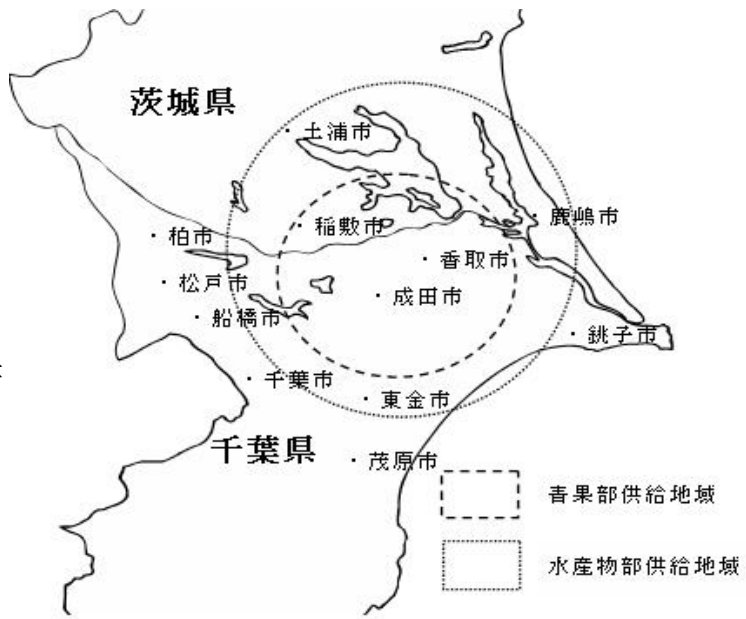 茨城県
・土浦市
・稲敷市
・鹿嶋市
・柏市
・香取市
・松戸市
・成田市
・船橋市
・銚子市
・千葉市
・東金市
千葉県
・茂原市
青果部供給地域
水産物部供給地域